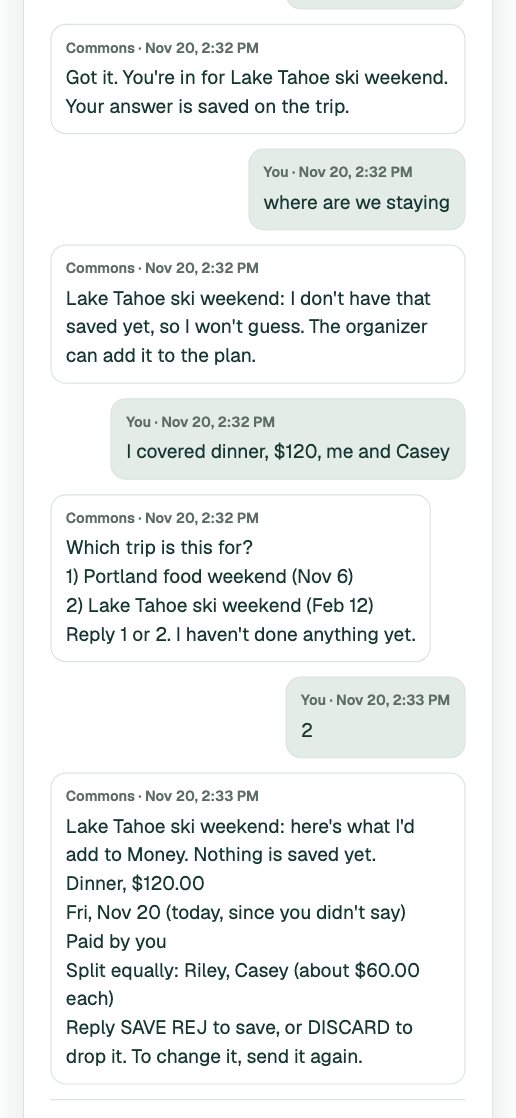 Commons · Nov 20, 2:32 PM
Got it. You're in for Lake Tahoe ski weekend.
Your answer is saved on the trip.
You · Nov 20, 2:32 PM
where are we staying
Commons · Nov 20, 2:32 PM
Lake Tahoe ski weekend: I don't have that
saved yet, so I won't guess. The organizer
can add it to the plan.
You · Nov 20, 2:32 PM
I covered dinner, $120, me and Casey
Commons · Nov 20, 2:32 PM
Which trip is this for?
1) Portland food weekend (Nov 6)
2) Lake Tahoe ski weekend (Feb 12)
Reply 1 or 2. I haven't done anything yet.
You · Nov 20, 2:33 PM
2
Commons · Nov 20, 2:33 PM
Lake Tahoe ski weekend: here's what I'd
add to Money. Nothing is saved yet.
Dinner, $120.00
Fri, Nov 20 (today, since you didn't say)
Paid by you
Split equally: Riley, Casey (about $60.00
each)
Reply SAVE REJ to save, or DISCARD to
drop it. To change it, send it again.